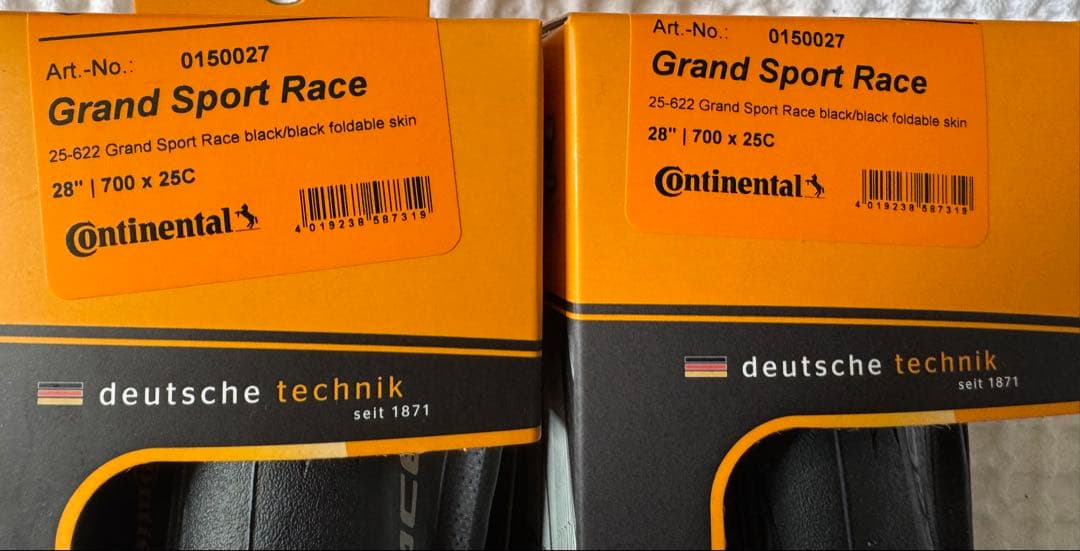 Art.-No.: 0150027
Grand Sport Race
25-622 Grand Sport Race black/black foldable skin
28" | 700 x 25C
Continental
4 019238 587319
deutsche technik
seit 1871
Art.-No.: 0150027
Grand Sport Race
25-622 Grand Sport Race black/black foldable skin
28" | 700 x 25C
Continental
4 019238 587319
deutsche technik
seit 1871